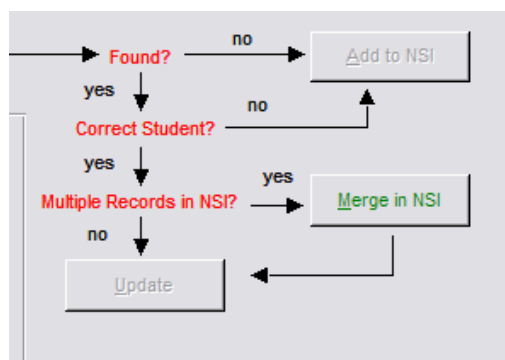 no
Found?
Add to NSI
yes
no
Correct Student?
yes
yes
Multiple Records in NSI?
Merge in NSI
no
Update